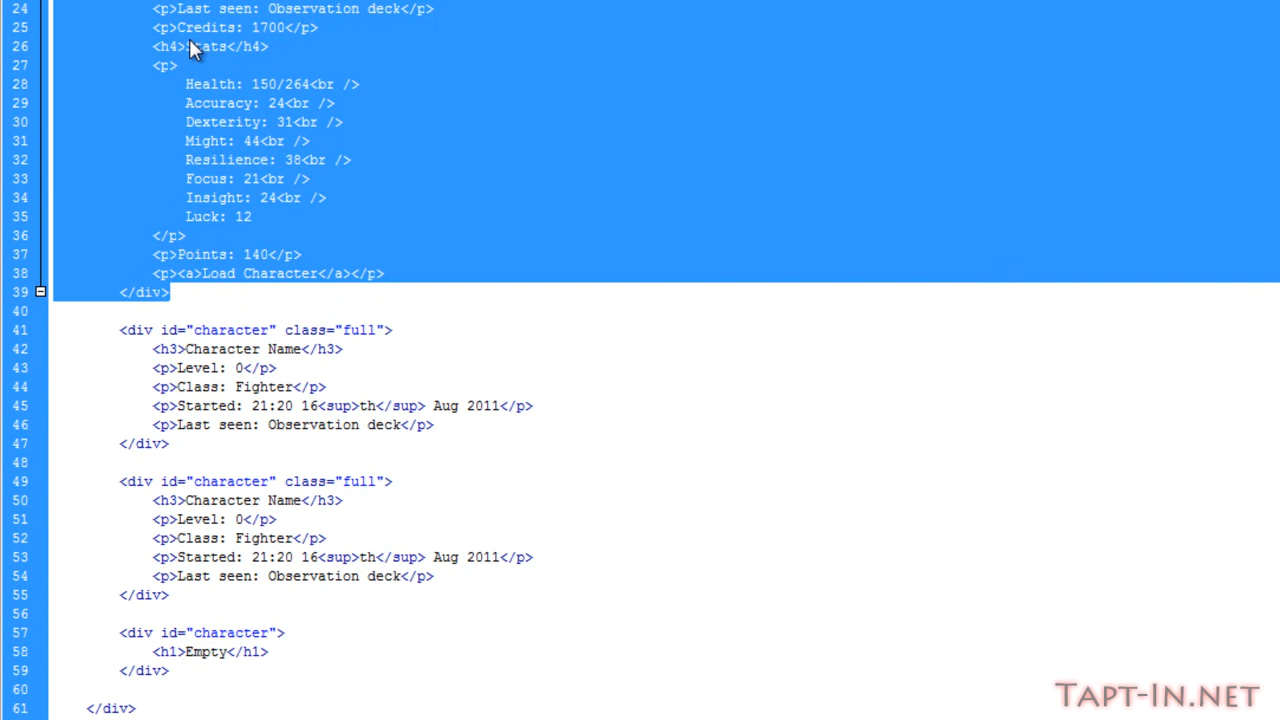 24 <p>Last seen: Observation deck</p>
25 <p>Credits: 1700</p>
26 <h4>Stats</h4>
27 <p>
28 Health: 150/264<br />
29 Accuracy: 24<br />
30 Dexterity: 31<br />
31 Might: 44<br />
32 Resilience: 38<br />
33 Focus: 21<br />
34 Insight: 24<br />
35 Luck: 12
36 </p>
37 <p>Points: 140</p>
38 <p><a>Load Character</a></p>
39 </div>
40
41 <div id="character" class="full">
42 <h3>Character Name</h3>
43 <p>Level: 0</p>
44 <p>Class: Fighter</p>
45 <p>Started: 21:20 16<sup>th</sup> Aug 2011</p>
46 <p>Last seen: Observation deck</p>
47 </div>
48
49 <div id="character" class="full">
50 <h3>Character Name</h3>
51 <p>Level: 0</p>
52 <p>Class: Fighter</p>
53 <p>Started: 21:20 16<sup>th</sup> Aug 2011</p>
54 <p>Last seen: Observation deck</p>
55 </div>
56
57 <div id="character">
58 <h1>Empty</h1>
59 </div>
60
61 </div>
Tapt-In.net